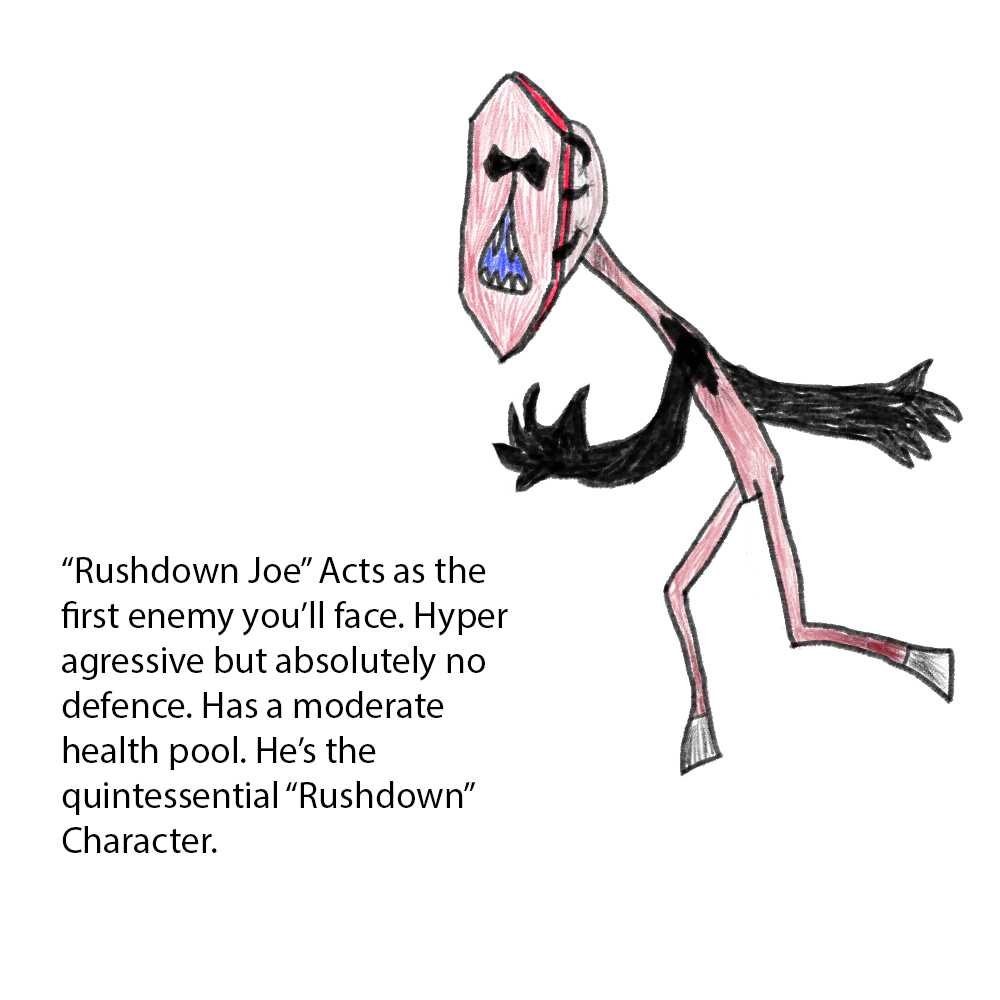 “Rushdown Joe” Acts as the
first enemy you’ll face. Hyper
agressive but absolutely no
defence. Has a moderate
health pool. He’s the
quintessential “Rushdown”
Character.